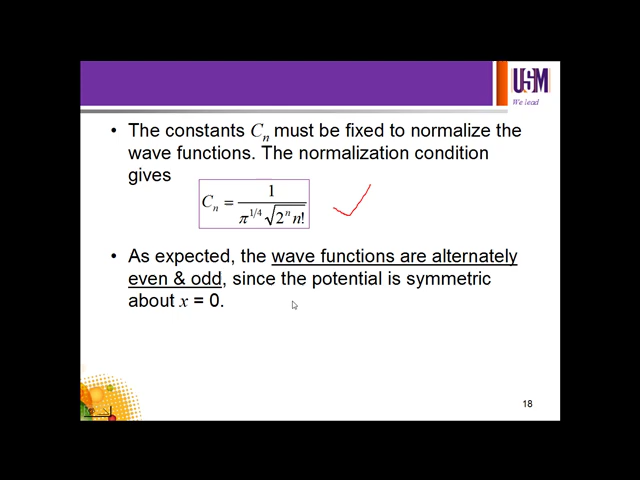 USM
We lead
• The constants Cₙ must be fixed to normalize the
wave functions. The normalization condition
gives
Cₙ = 1 / (π^{1/4} √(2ⁿ n!))
• As expected, the wave functions are alternately
even & odd, since the potential is symmetric
about x = 0.
18